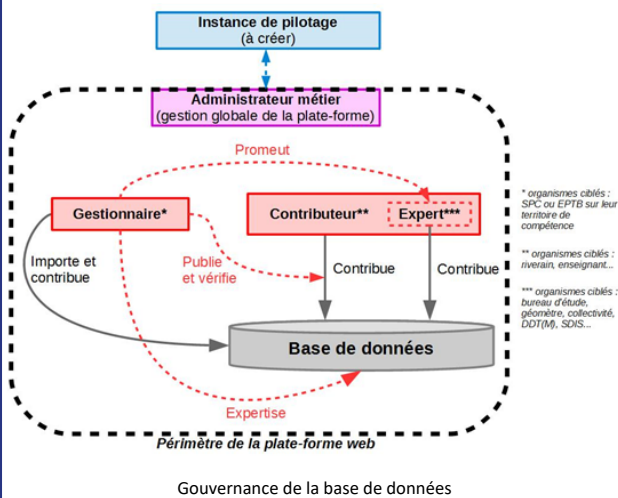 Instance de pilotage
(à créer)
Administrateur métier
(gestion globale de la plate-forme)
Promeut
Gestionnaire*
Contributeur**
Expert***
Importe et
contribue
Publie
et vérifie
Contribue
Contribue
Base de données
Expertise
Périmètre de la plate-forme web
* organismes ciblés :
SPC ou EPTB sur leur
territoire de
compétence
** organismes ciblés :
riverain, enseignant...
*** organismes ciblés :
bureau d'étude,
géomètre, collectivité,
DDT(M), SDIS...
Gouvernance de la base de données